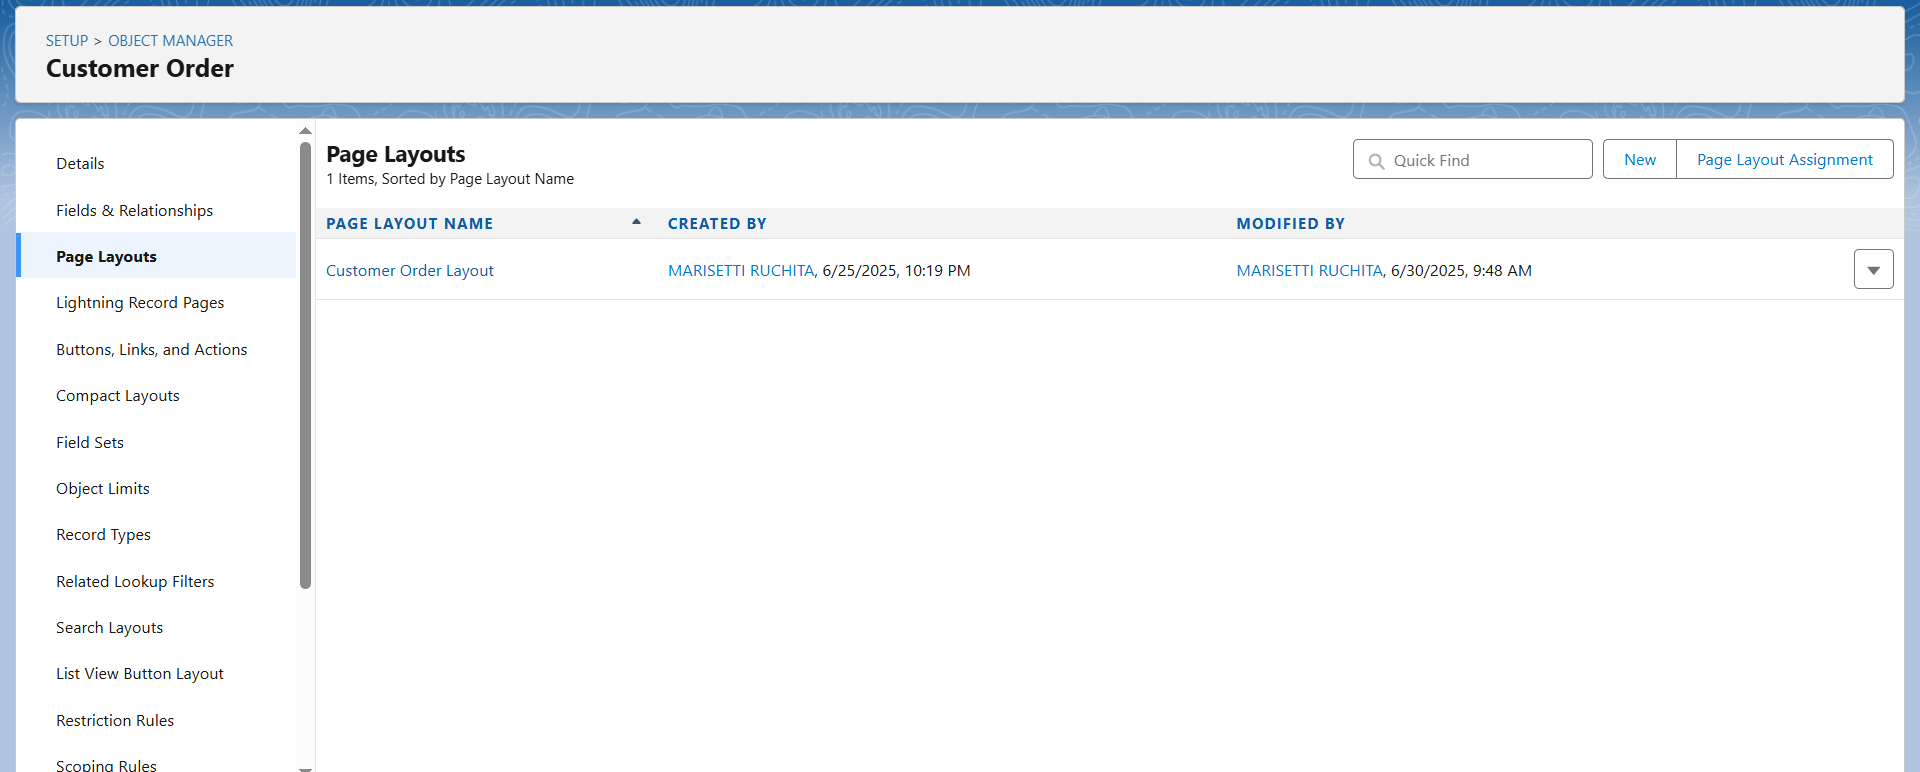 SETUP > OBJECT MANAGER
Customer Order
Details
Fields & Relationships
Page Layouts
Lightning Record Pages
Buttons, Links, and Actions
Compact Layouts
Field Sets
Object Limits
Record Types
Related Lookup Filters
Search Layouts
List View Button Layout
Restriction Rules
Scoping Rules
Page Layouts
1 Items, Sorted by Page Layout Name
Quick Find
New
Page Layout Assignment
PAGE LAYOUT NAME CREATED BY MODIFIED BY
Customer Order Layout MARISETTI RUCHITA, 6/25/2025, 10:19 PM MARISETTI RUCHITA, 6/30/2025, 9:48 AM